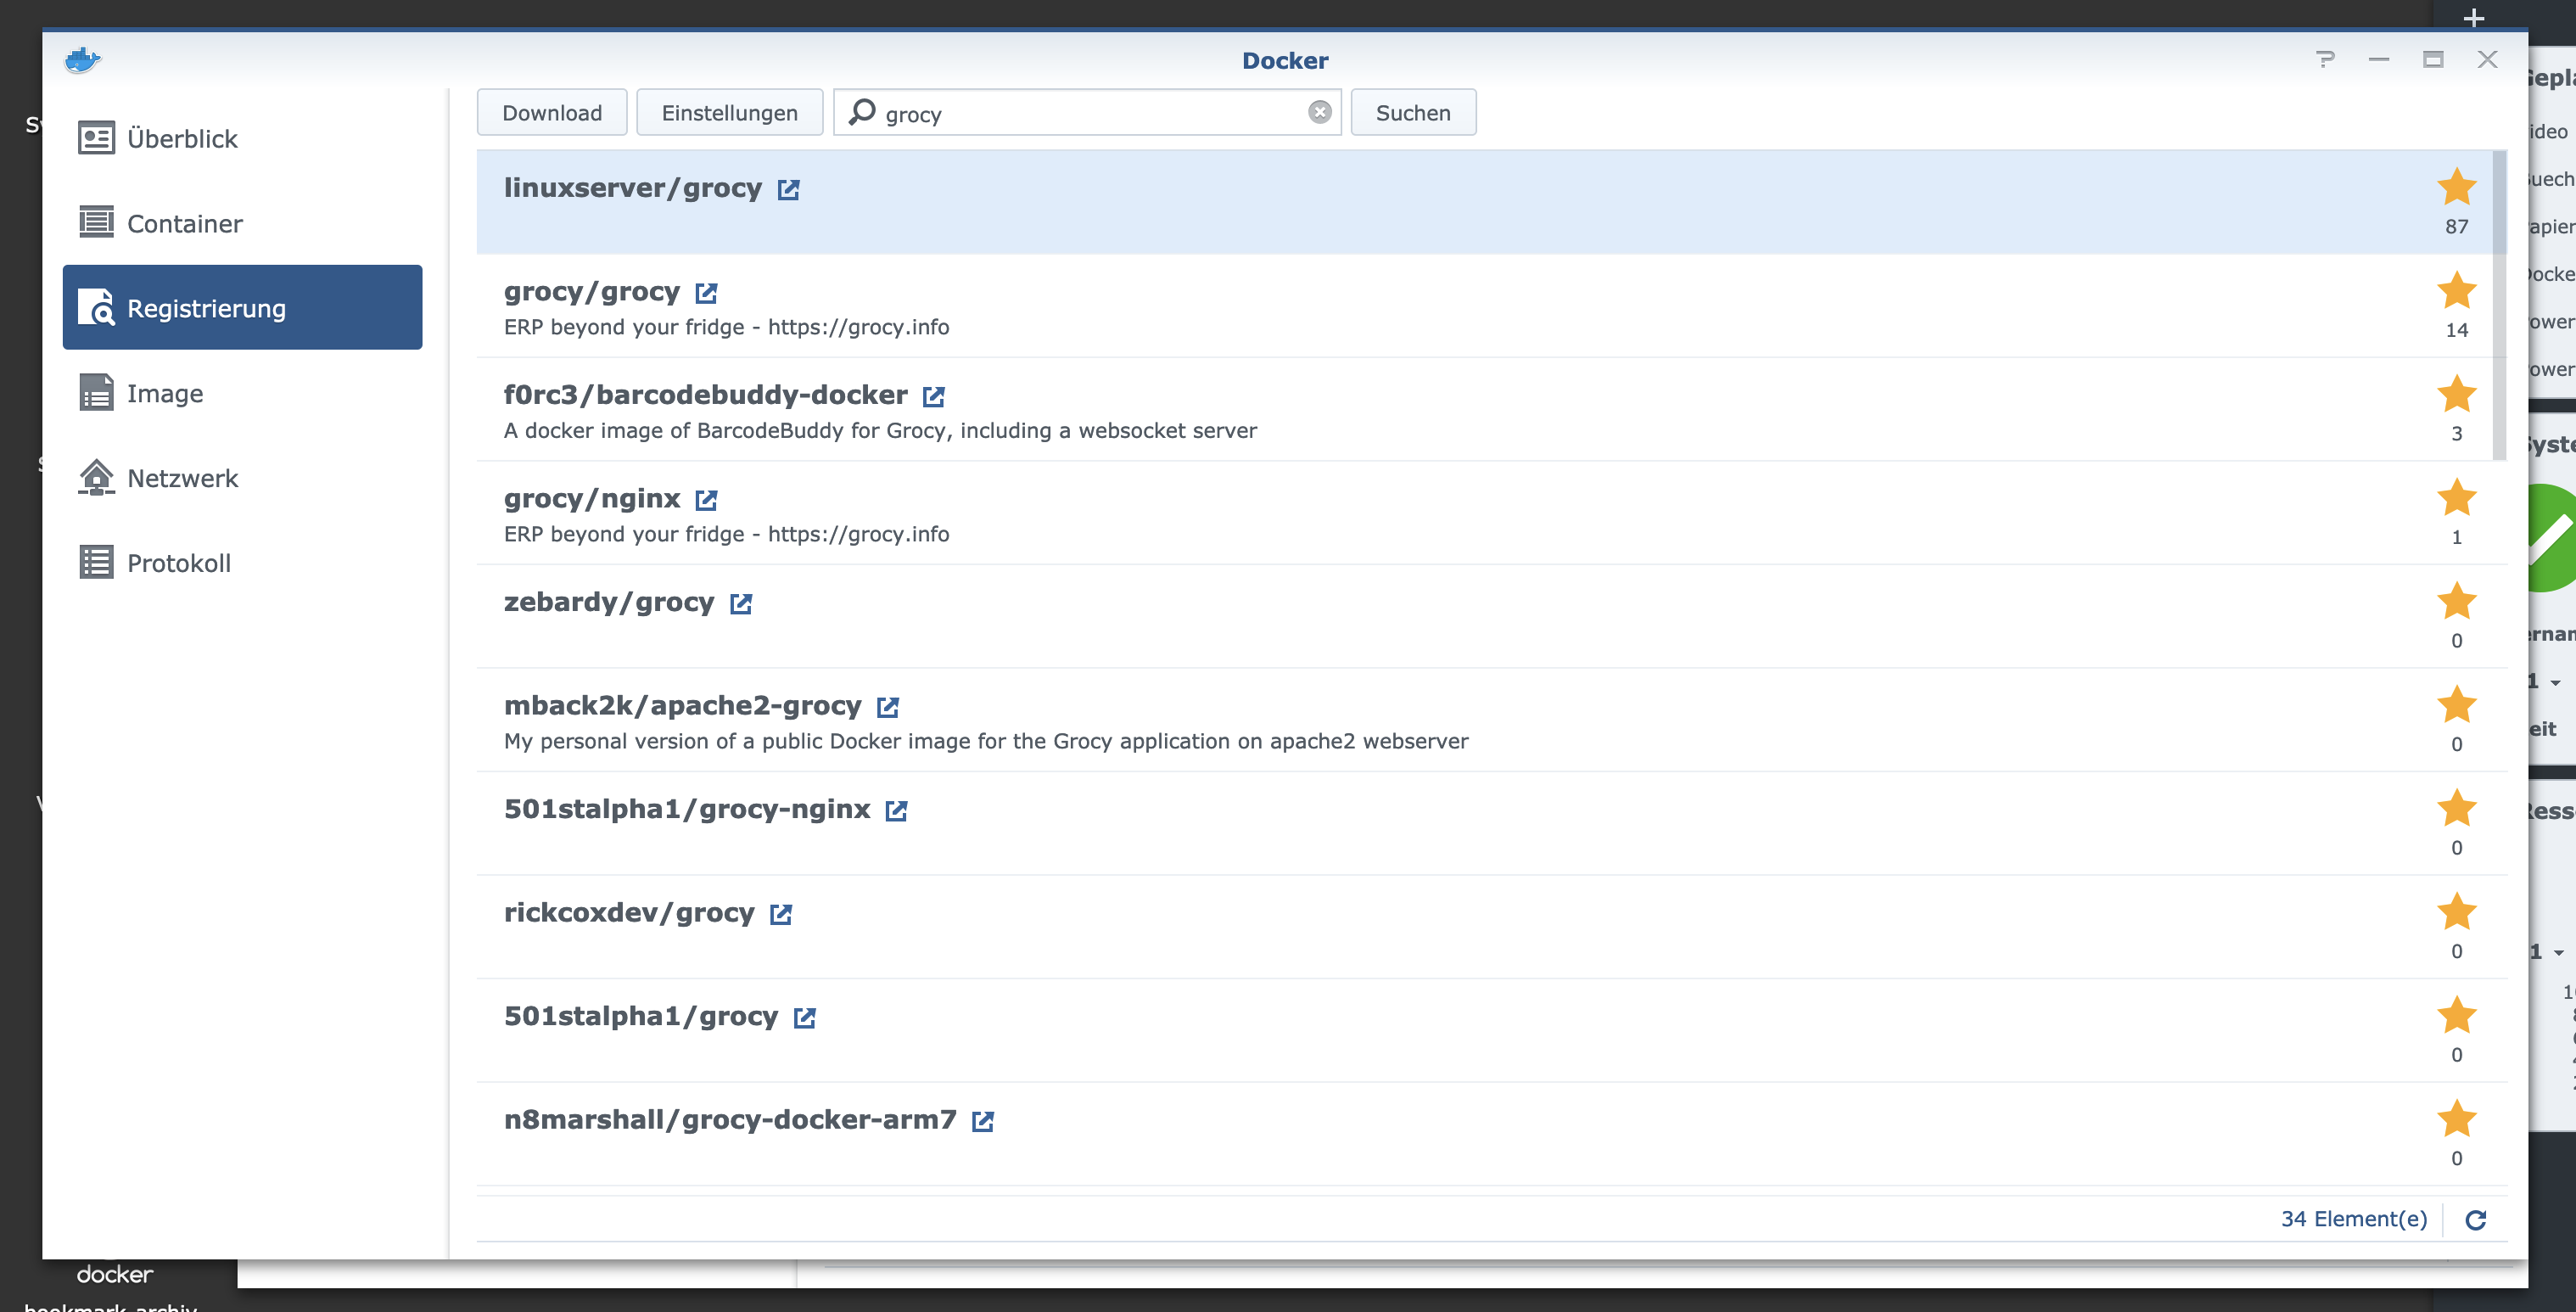 Docker
Überblick
Container
Registrierung
Image
Netzwerk
Protokoll
Download
Einstellungen
grocy
Suchen
linuxserver/grocy
87
grocy/grocy
ERP beyond your fridge - https://grocy.info
14
f0rc3/barcodebuddy-docker
A docker image of BarcodeBuddy for Grocy, including a websocket server
3
grocy/nginx
ERP beyond your fridge - https://grocy.info
1
zebardy/grocy
0
mback2k/apache2-grocy
My personal version of a public Docker image for the Grocy application on apache2 webserver
0
501stalpha1/grocy-nginx
0
rickcoxdev/grocy
0
501stalpha1/grocy
0
n8marshall/grocy-docker-arm7
0
34 Element(e)
docker
bookmark-archiv